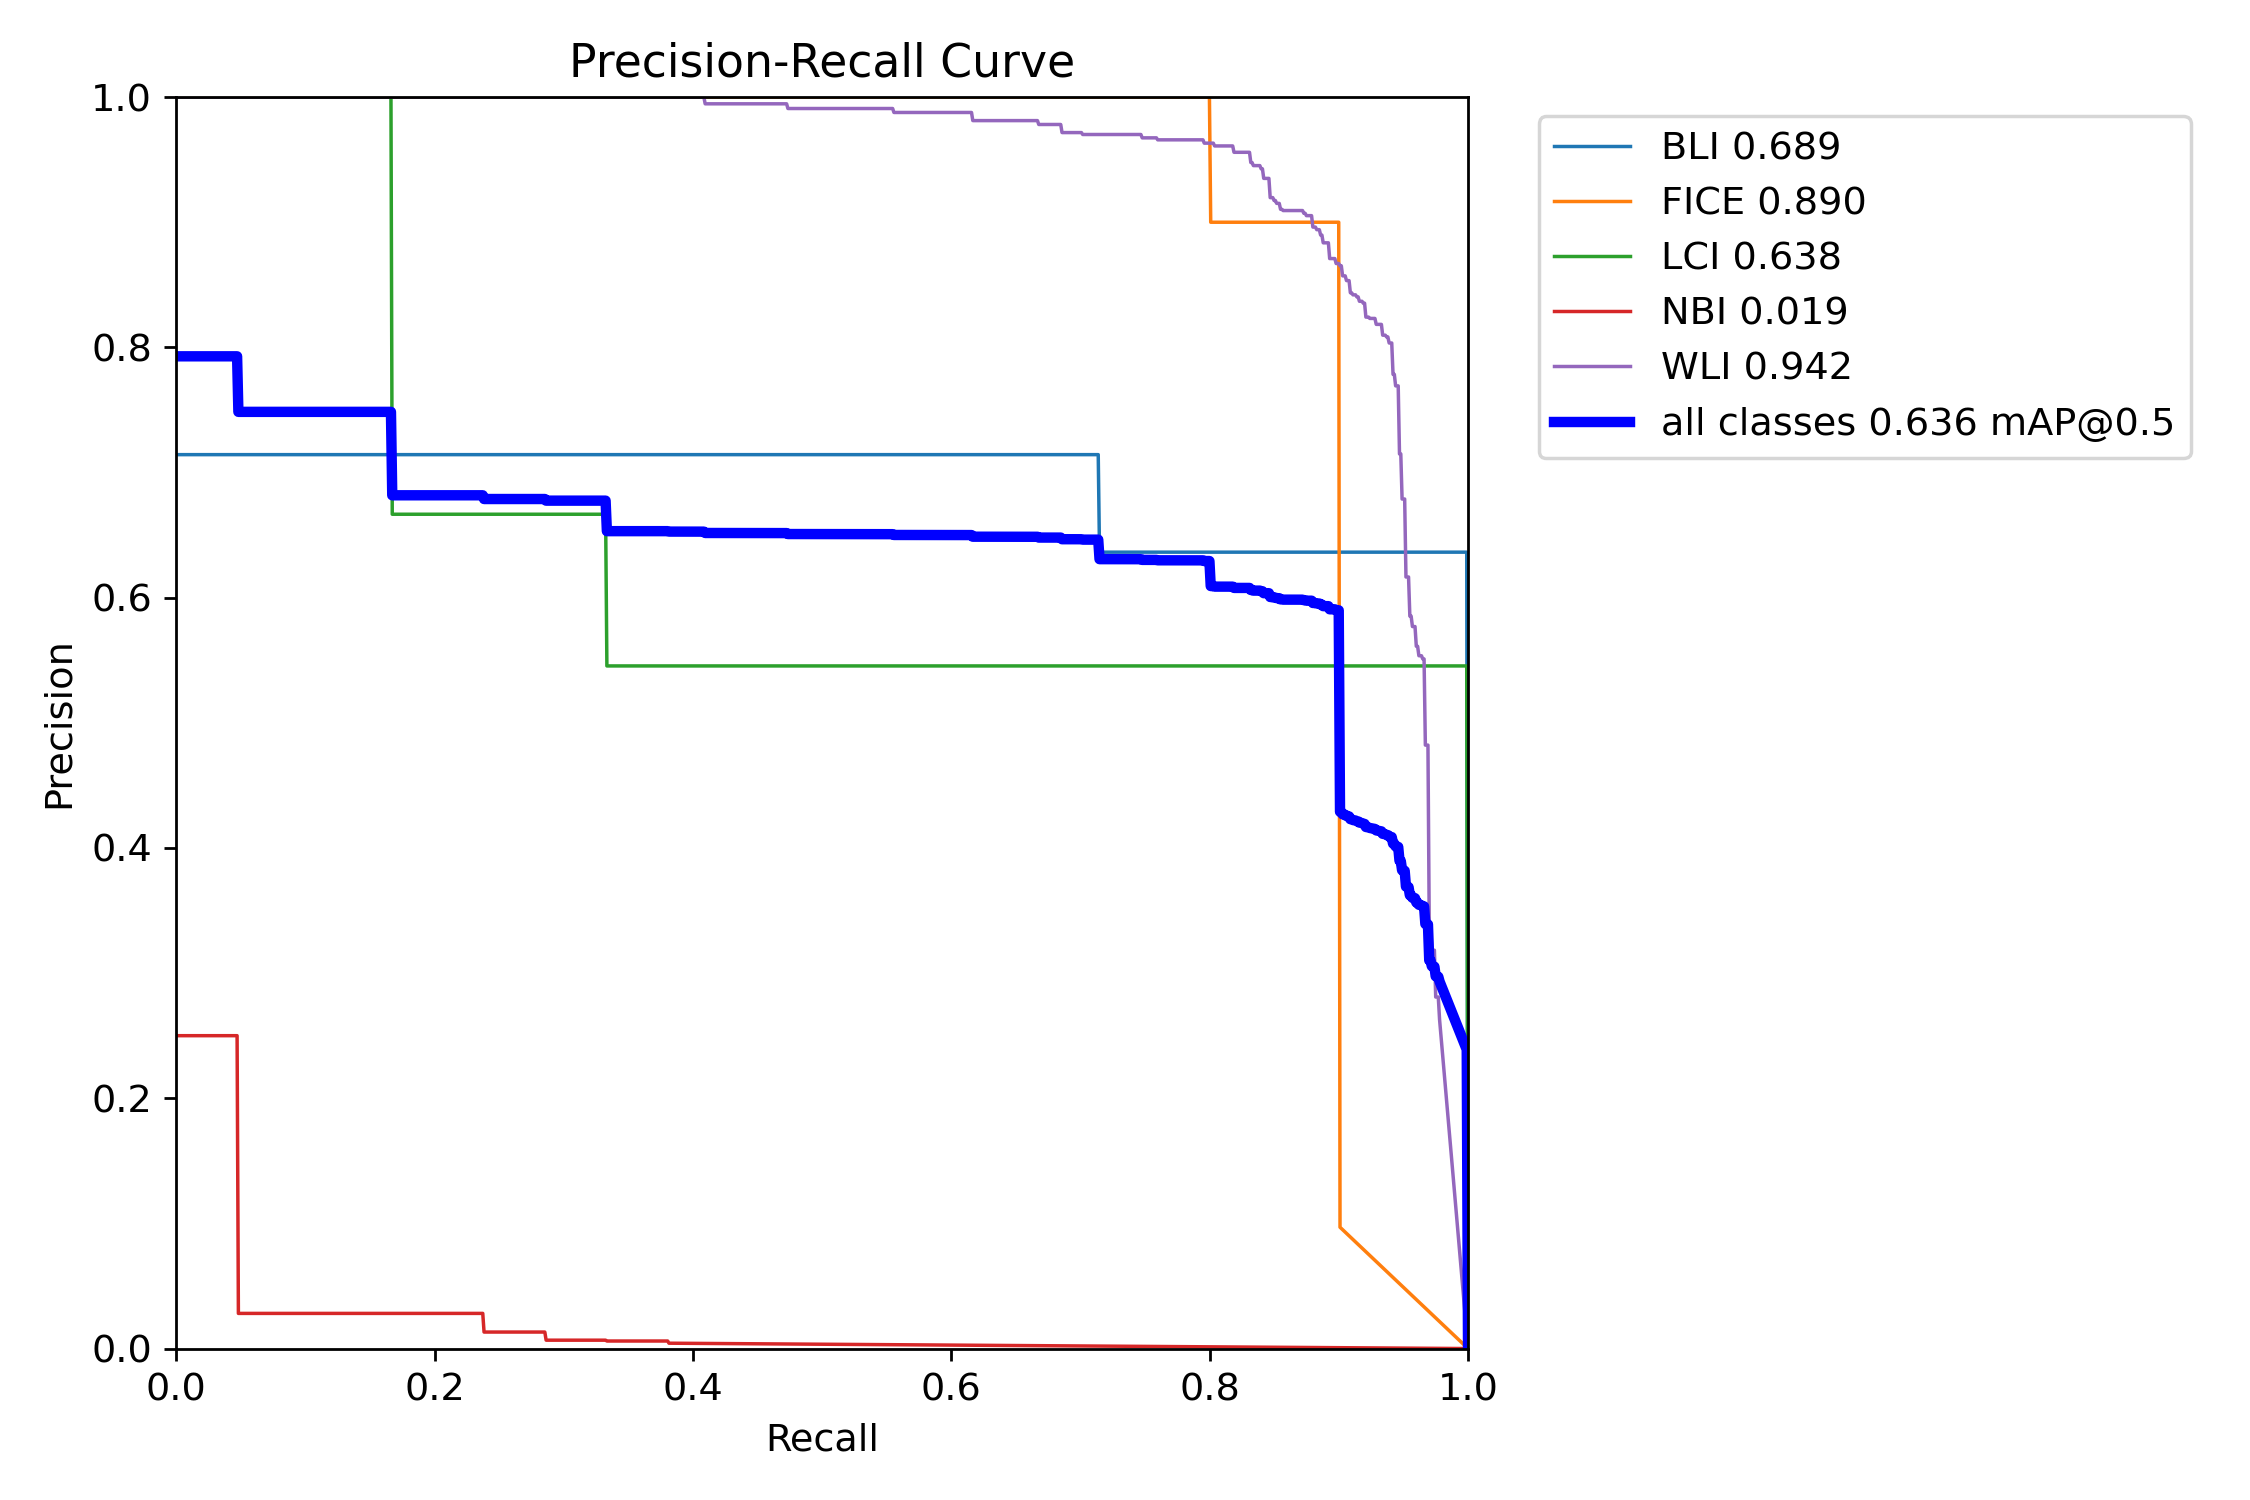 Precision-Recall Curve
1.0
0.8
0.6
0.4
0.2
0.0
Precision
0.0 0.2 0.4 0.6 0.8 1.0
Recall
BLI 0.689
FICE 0.890
LCI 0.638
NBI 0.019
WLI 0.942
all classes 0.636 mAP@0.5